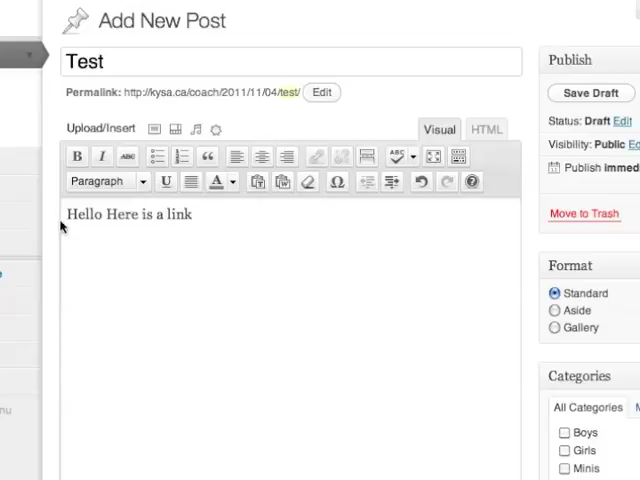 Add New Post
Test
Permalink: http://kysa.ca/coach/2011/11/04/test/ Edit
Upload/Insert
Visual HTML
B I ABC ABC
Paragraph U A Ω ?
Hello Here is a link
Publish
Save Draft
Status: Draft Edit
Visibility: Public
Publish
Move to Trash
Format
Standard
Aside
Gallery
Categories
All Categories
Boys
Girls
Minis